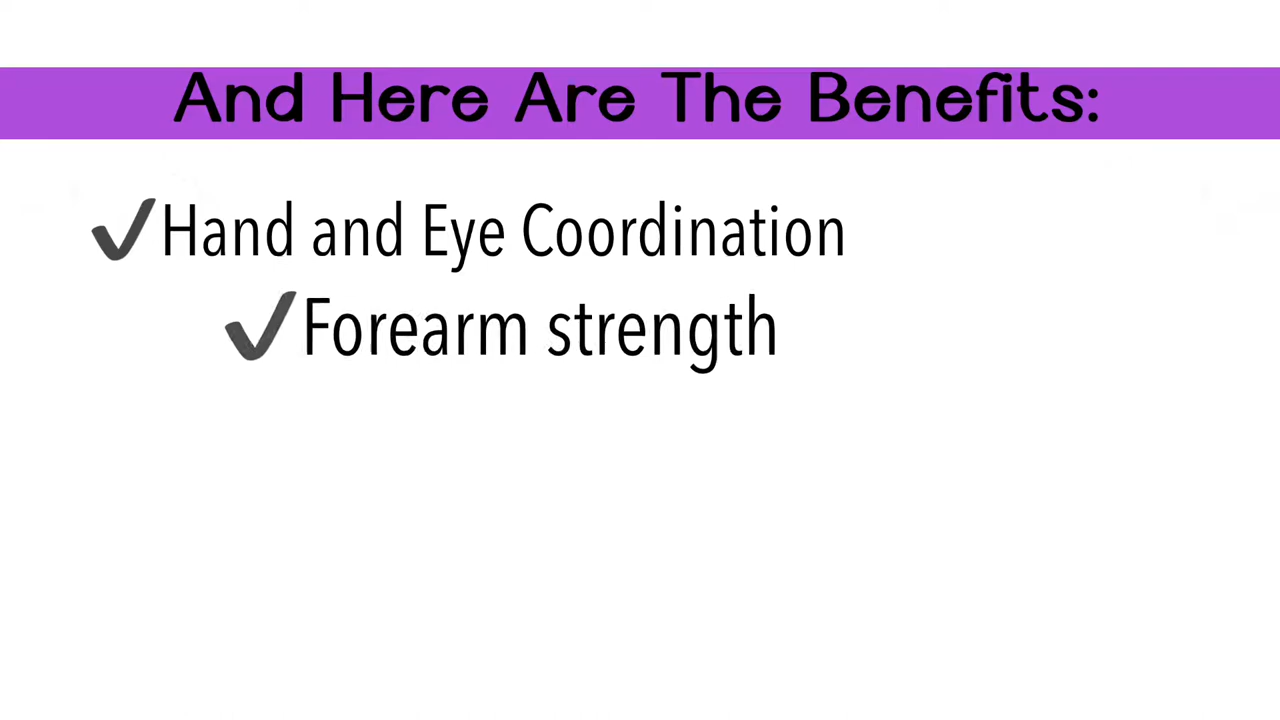 And Here Are The Benefits:
✔Hand and Eye Coordination
✔Forearm strength